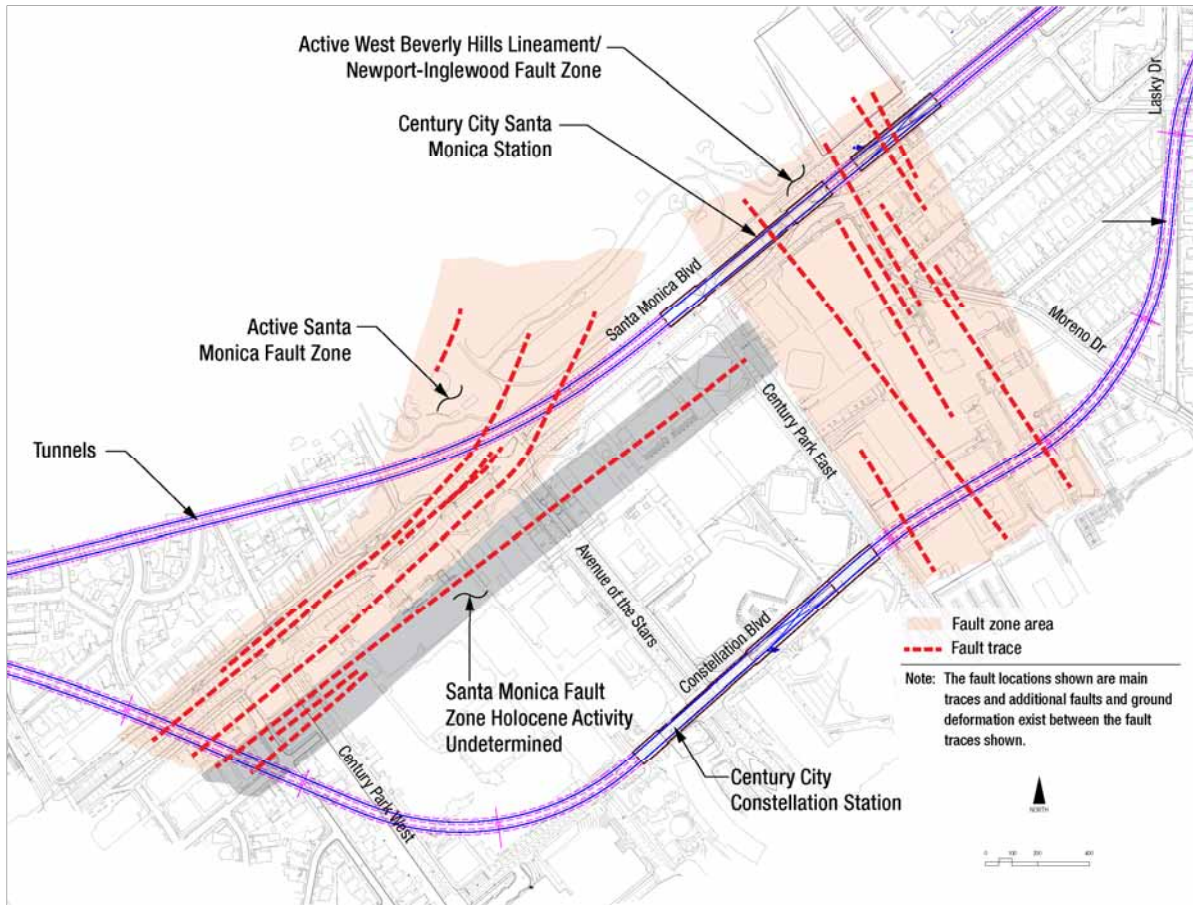 Active West Beverly Hills Lineament/
Newport-Inglewood Fault Zone
Century City Santa
Monica Station
Lasky Dr
Santa Monica Blvd
Active Santa
Monica Fault Zone
Moreno Dr
Century Park East
Tunnels
Avenue of the Stars
Constellation Blvd
Fault zone area
Fault trace
Note: The fault locations shown are main
traces and additional faults and ground
deformation exist between the fault
traces shown.
Santa Monica Fault
Zone Holocene Activity
Undetermined
Century Park West
Century City
Constellation Station
NORTH
0 100 200 400